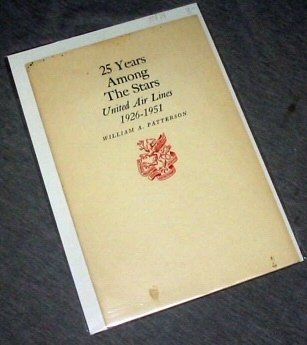 25 Years
Among
The Stars
United Air Lines
1926-1951
WILLIAM A. PATTERSON